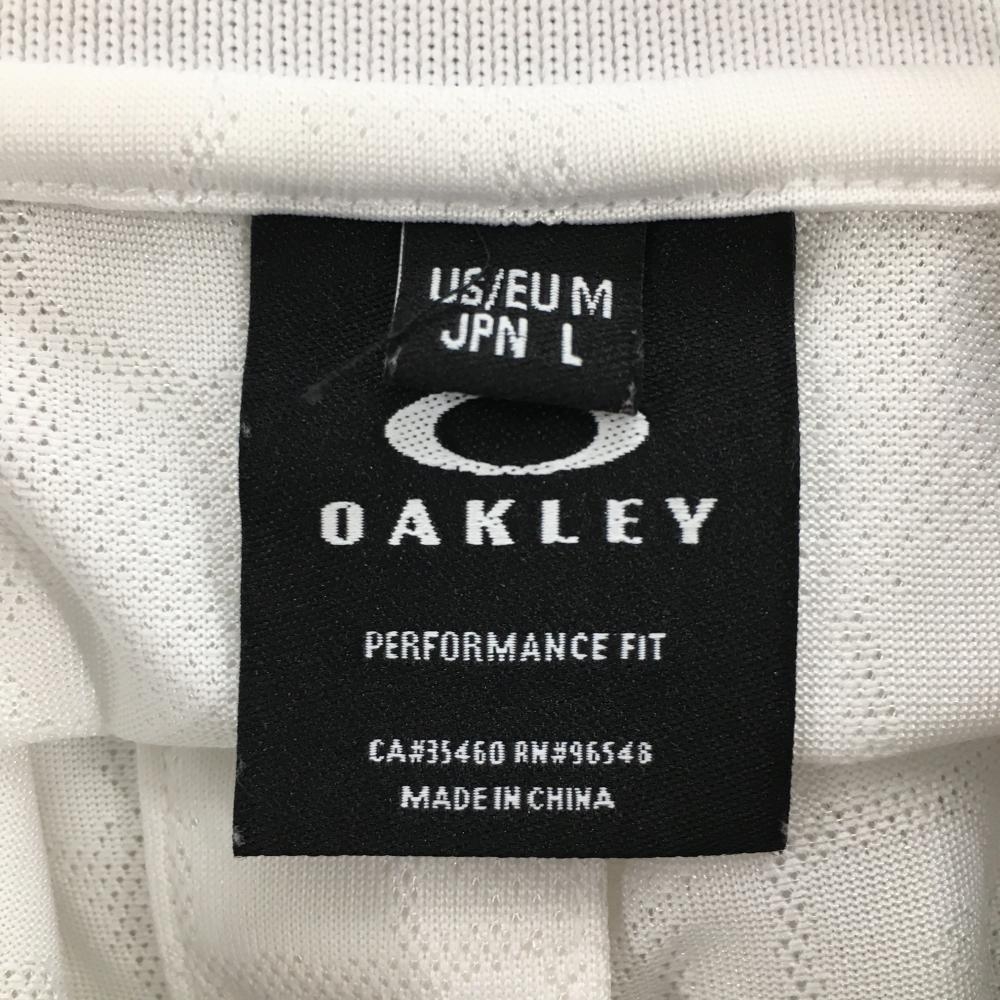 US/EU M
JPN L
OAKLEY
PERFORMANCE FIT
CA#35460 RN#96548
MADE IN CHINA